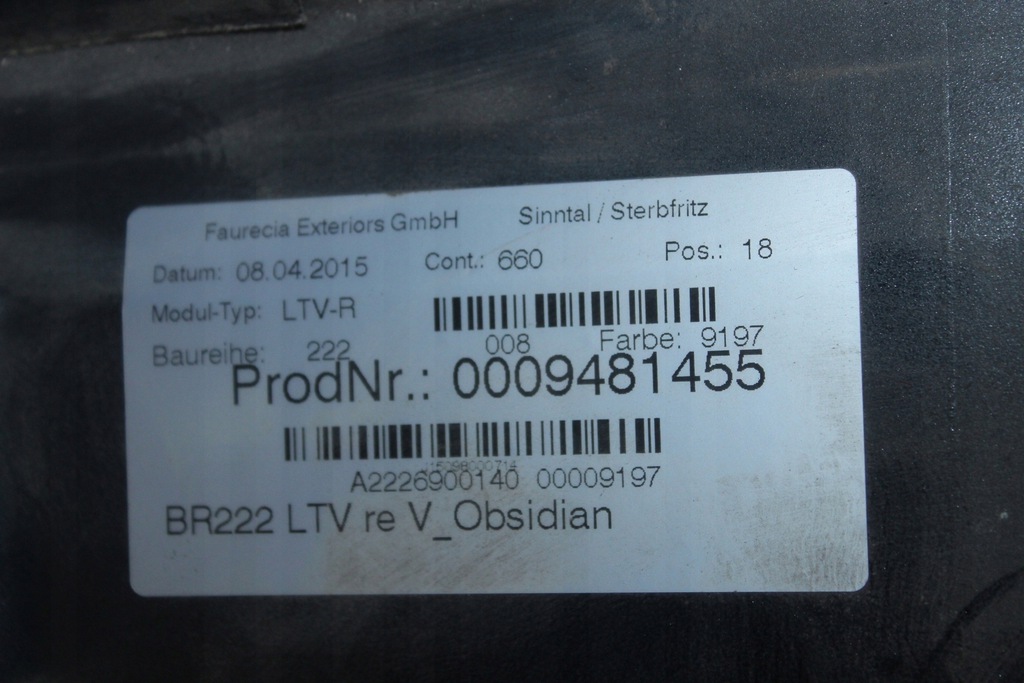 Faurecia Exteriors GmbH Sinntal / Sterbfritz
Datum: 08.04.2015 Cont.: 660 Pos.: 18
Modul-Typ: LTV-R
Baureihe: 222 008 Farbe: 9197
ProdNr.: 0009481455
A2226900140 00009197
BR222 LTV re V_Obsidian